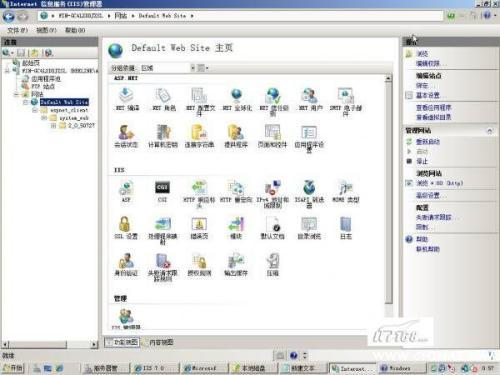 Internet 信息服务(IIS)管理器
网站 ▸ Default Web Site ▸
文件(F) 视图(V) 帮助(H)
连接
起始页
应用程序池
FTP 站点
网站
Default Web Site
aspnet_client
system_web
2_0_50727
Default Web Site 主页
分组依据: 区域
ASP.NET
.NET 编译
.NET 角色
.NET 配置文件
.NET 全球化
.NET 信任级别
.NET 用户
SMTP 电子邮件
会话状态
计算机密钥
连接字符串
提供程序
页面和控件
应用程序设置
IIS
ASP
CGI
HTTP 响应标头
HTTP 重定向
IPv4 地址和域限制
ISAPI 筛选器
MIME 类型
SSL 设置
处理程序映射
错误页
模块
默认文档
目录浏览
日志
身份验证
失败请求跟踪规则
授权规则
输出缓存
压缩
管理
IIS 管理器
功能视图 内容视图
操作
浏览
编辑权限...
编辑站点
绑定...
基本设置...
查看应用程序
查看虚拟目录
管理网站
重新启动
启动
停止
浏览网站
浏览 *:80 (http)
高级设置...
配置
失败请求跟踪...
限制...
帮助
联机帮助
就绪
开始
服务器管
IIS 7.0
Microsof
本地磁盘
新建文本
Internet...
Windows
0:57